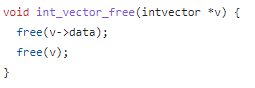 void int_vector_free(intvector *v) {
  free(v->data);
  free(v);
}